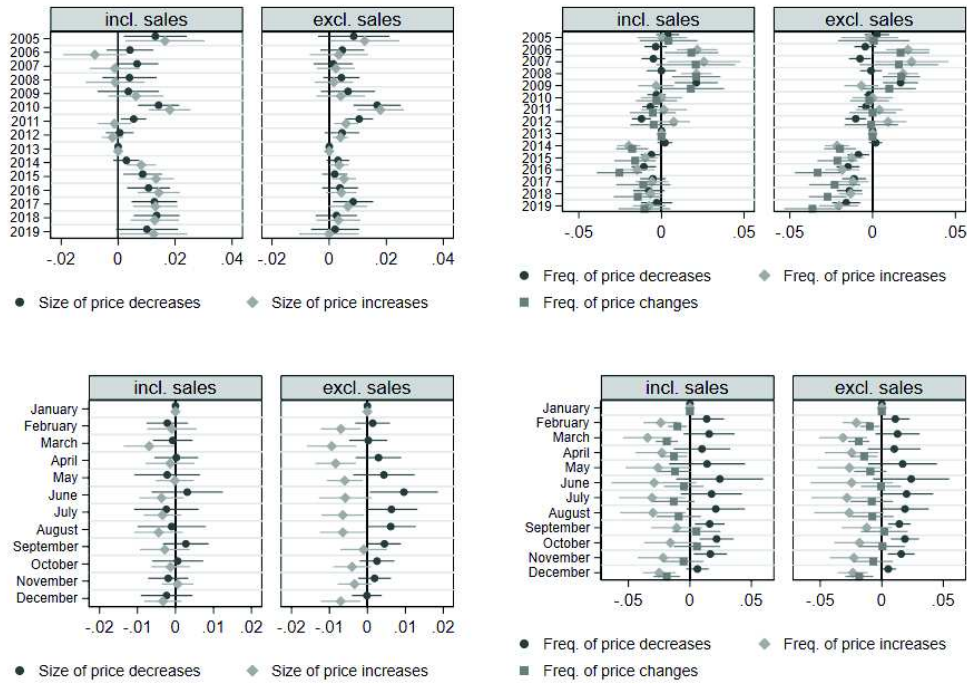 incl. sales excl. sales
2005
2006
2007
2008
2009
2010
2011
2012
2013
2014
2015
2016
2017
2018
2019
-.02 0 .02 .04 -.02 0 .02 .04
Size of price decreases Size of price increases
incl. sales excl. sales
2005
2006
2007
2008
2009
2010
2011
2012
2013
2014
2015
2016
2017
2018
2019
-.05 0 .05 -.05 0 .05
Freq. of price decreases Freq. of price increases
Freq. of price changes
incl. sales excl. sales
January
February
March
April
May
June
July
August
September
October
November
December
-.02 -.01 0 .01 .02 -.02 -.01 0 .01 .02
Size of price decreases Size of price increases
incl. sales excl. sales
January
February
March
April
May
June
July
August
September
October
November
December
-.05 0 .05 -.05 0 .05
Freq. of price decreases Freq. of price increases
Freq. of price changes